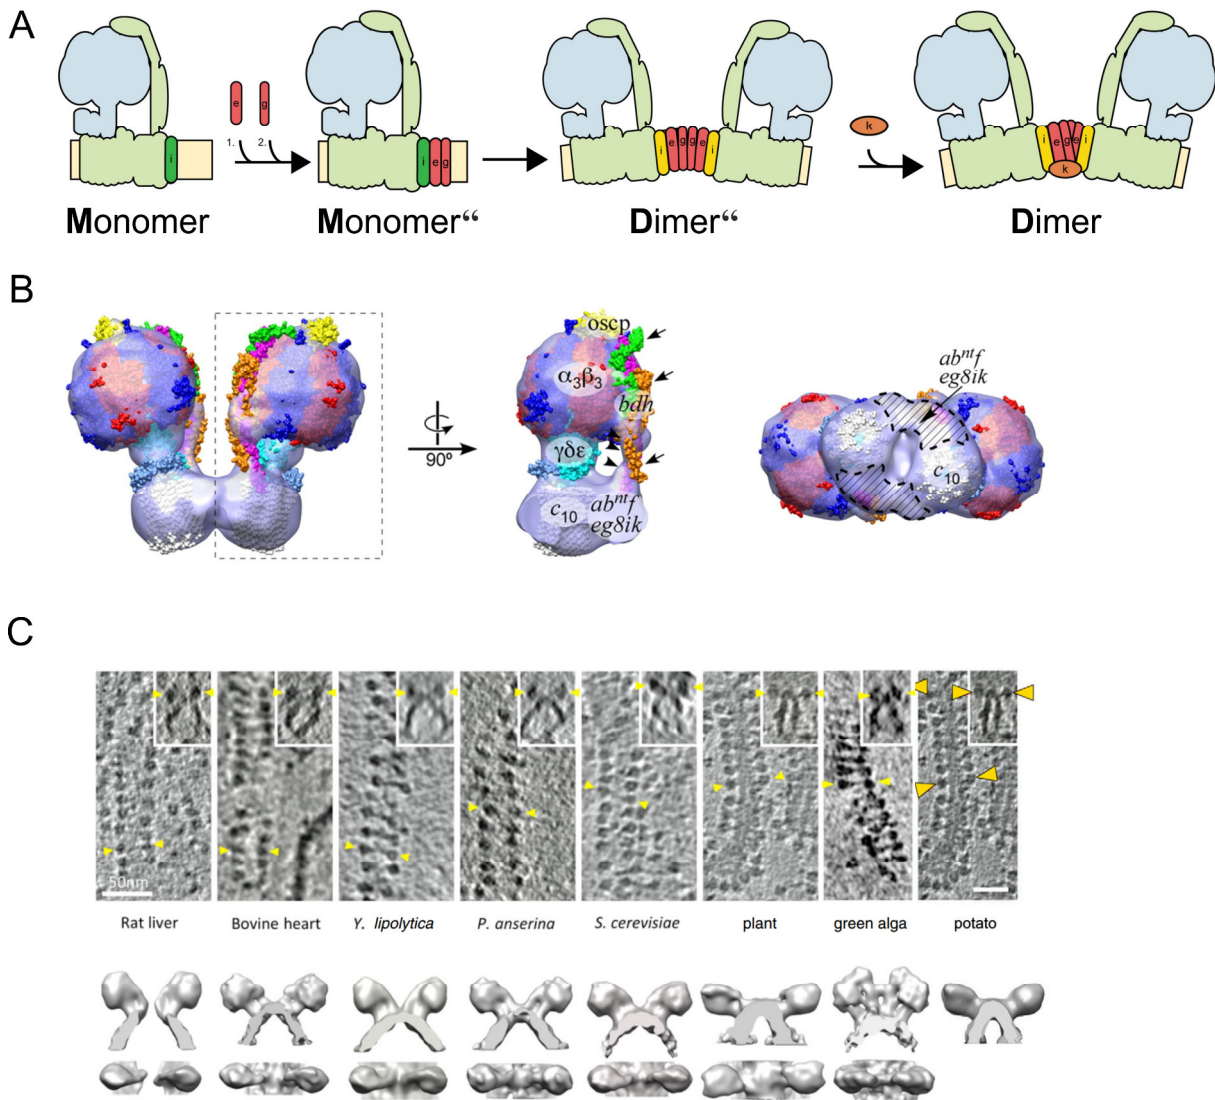 A
e g
1. 2.
i
i e g
i e g g e i
k
i e g e i
k
Monomer
Monomer“
Dimer“
Dimer
B
oscp
α3β3
bdh
γδε
c10
abⁿᵗf
eg8ik
90º
abⁿᵗf
eg8ik
c10
C
50nm
Rat liver
Bovine heart
Y. lipolytica
P. anserina
S. cerevisiae
plant
green alga
potato